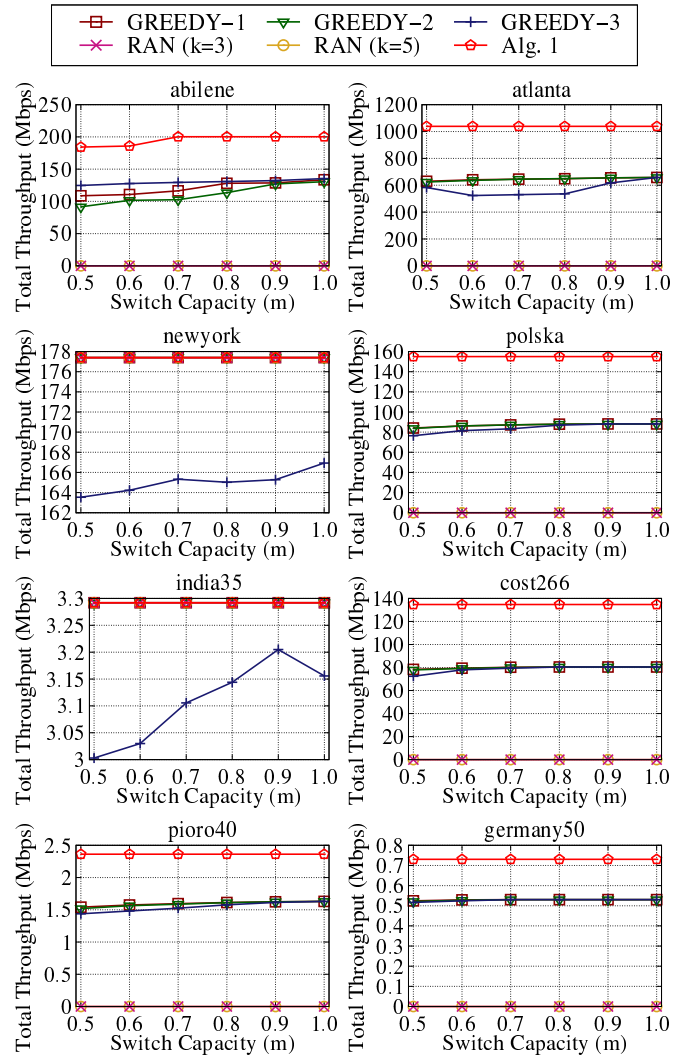 GREEDY−1 GREEDY−2 GREEDY−3
RAN (k=3) RAN (k=5) Alg. 1
abilene
Total Throughput (Mbps)
250
200
150
100
50
0
0.5 0.6 0.7 0.8 0.9 1.0
Switch Capacity (m)
atlanta
Total Throughput (Mbps)
1200
1000
800
600
400
200
0
0.5 0.6 0.7 0.8 0.9 1.0
Switch Capacity (m)
newyork
Total Throughput (Mbps)
178
176
174
172
170
168
166
164
162
0.5 0.6 0.7 0.8 0.9 1.0
Switch Capacity (m)
polska
Total Throughput (Mbps)
160
140
120
100
80
60
40
20
0
0.5 0.6 0.7 0.8 0.9 1.0
Switch Capacity (m)
india35
Total Throughput (Mbps)
3.3
3.25
3.2
3.15
3.1
3.05
3
0.5 0.6 0.7 0.8 0.9 1.0
Switch Capacity (m)
cost266
Total Throughput (Mbps)
140
120
100
80
60
40
20
0
0.5 0.6 0.7 0.8 0.9 1.0
Switch Capacity (m)
pioro40
Total Throughput (Mbps)
2.5
2
1.5
1
0.5
0
0.5 0.6 0.7 0.8 0.9 1.0
Switch Capacity (m)
germany50
Total Throughput (Mbps)
0.8
0.7
0.6
0.5
0.4
0.3
0.2
0.1
0
0.5 0.6 0.7 0.8 0.9 1.0
Switch Capacity (m)